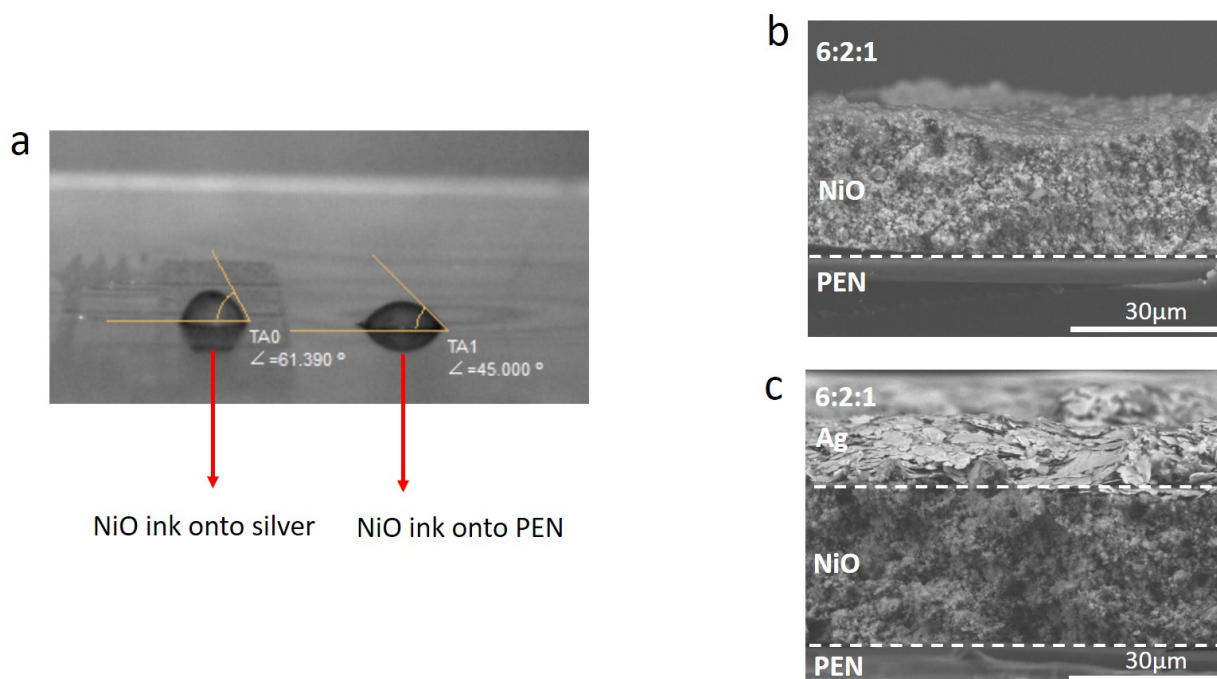 a
TA0
∠=61.390 °
TA1
∠=45.000 °
NiO ink onto silver
NiO ink onto PEN
b
6:2:1
NiO
PEN
30μm
c
6:2:1
Ag
NiO
PEN
30μm